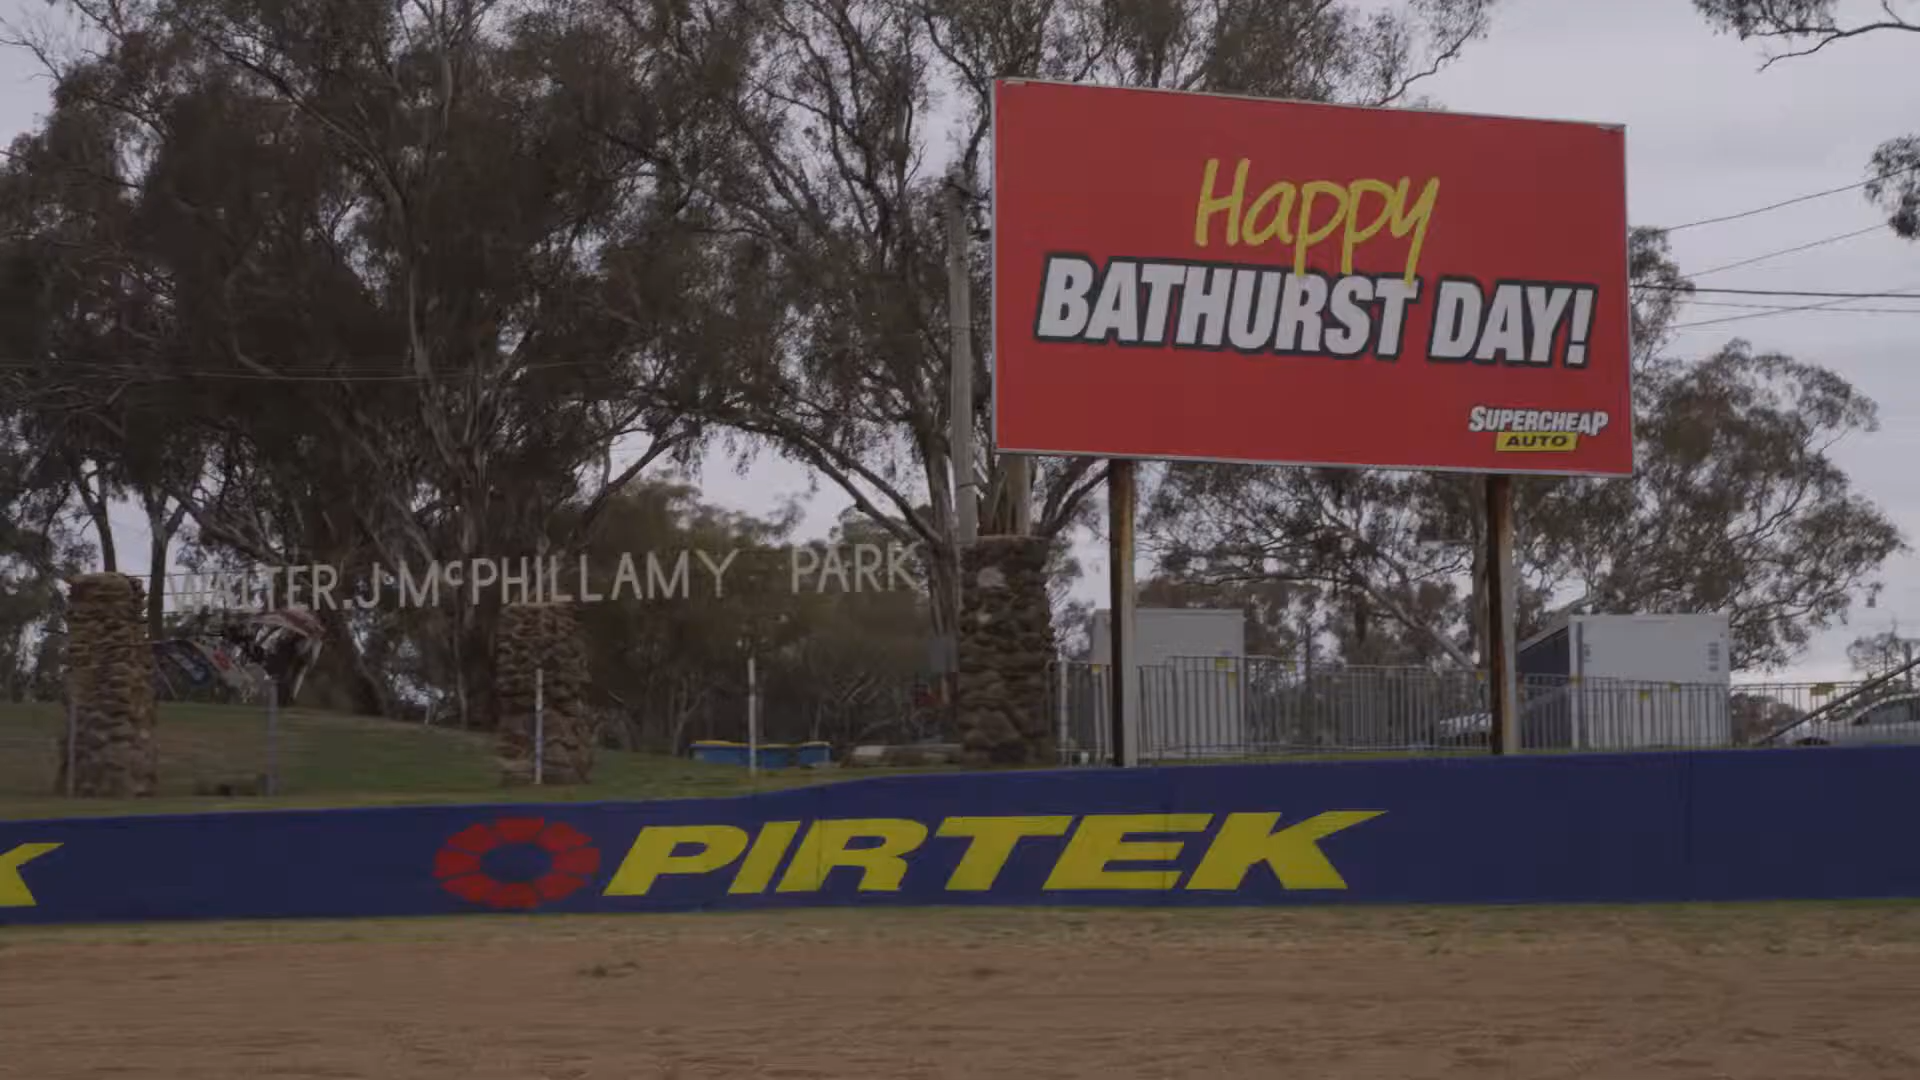 Happy
BATHURST DAY!
SUPERCHEAP
AUTO
WALTER.J McPHILLAMY PARK
K
PIRTEK